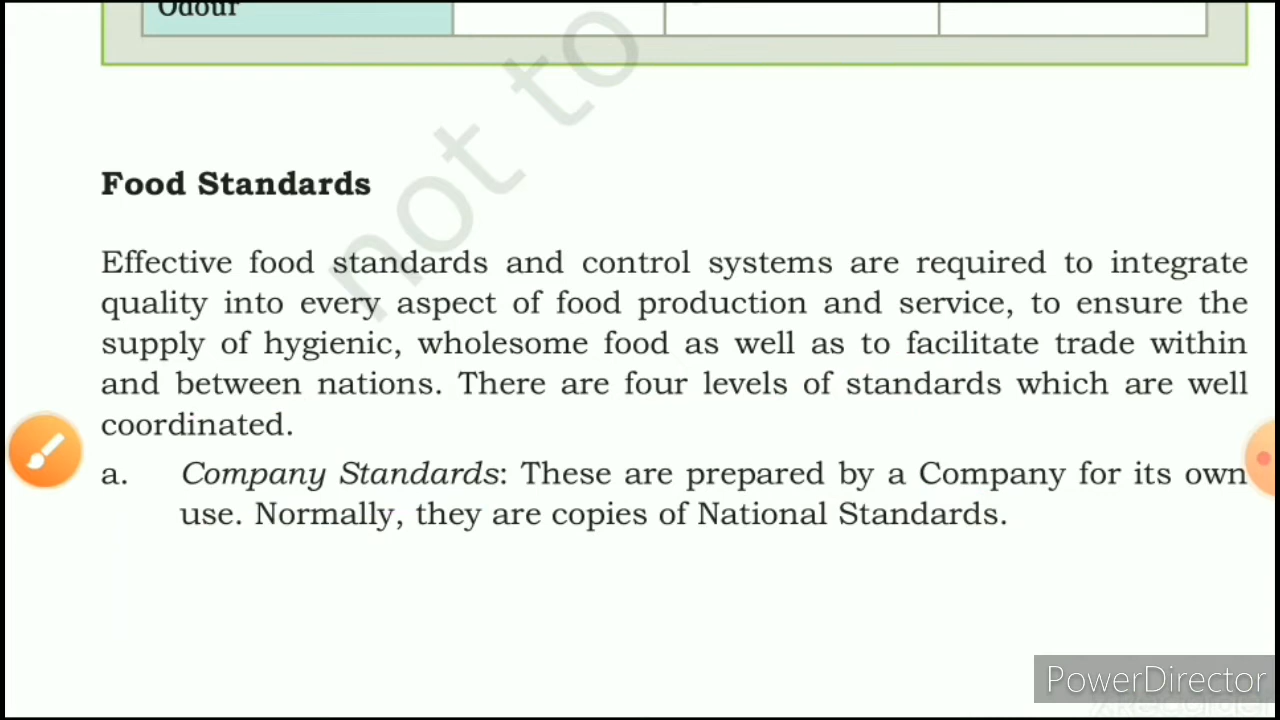 Odour
not to
Food Standards
Effective food standards and control systems are required to integrate
quality into every aspect of food production and service, to ensure the
supply of hygienic, wholesome food as well as to facilitate trade within
and between nations. There are four levels of standards which are well
coordinated.
a. Company Standards: These are prepared by a Company for its own
use. Normally, they are copies of National Standards.
PowerDirector